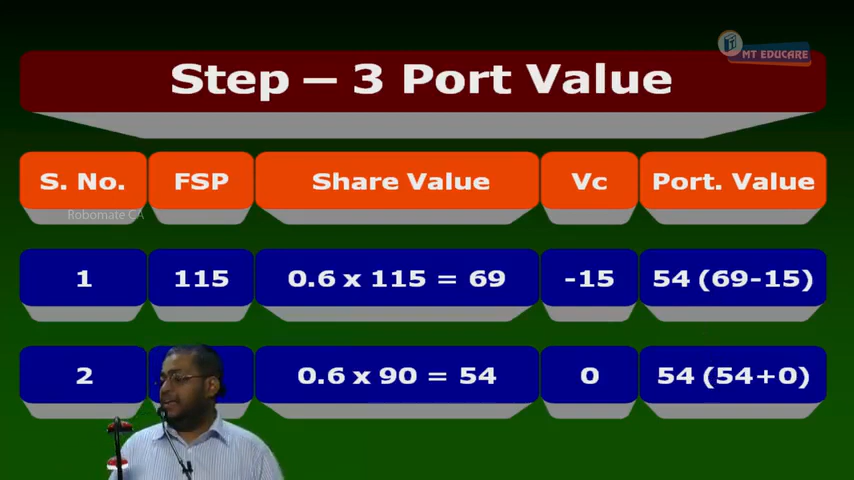 MT EDUCARE
Step – 3 Port Value
S. No. FSP Share Value Vc Port. Value
Robomate CA
1 115 0.6 x 115 = 69 -15 54 (69-15)
2 0.6 x 90 = 54 0 54 (54+0)